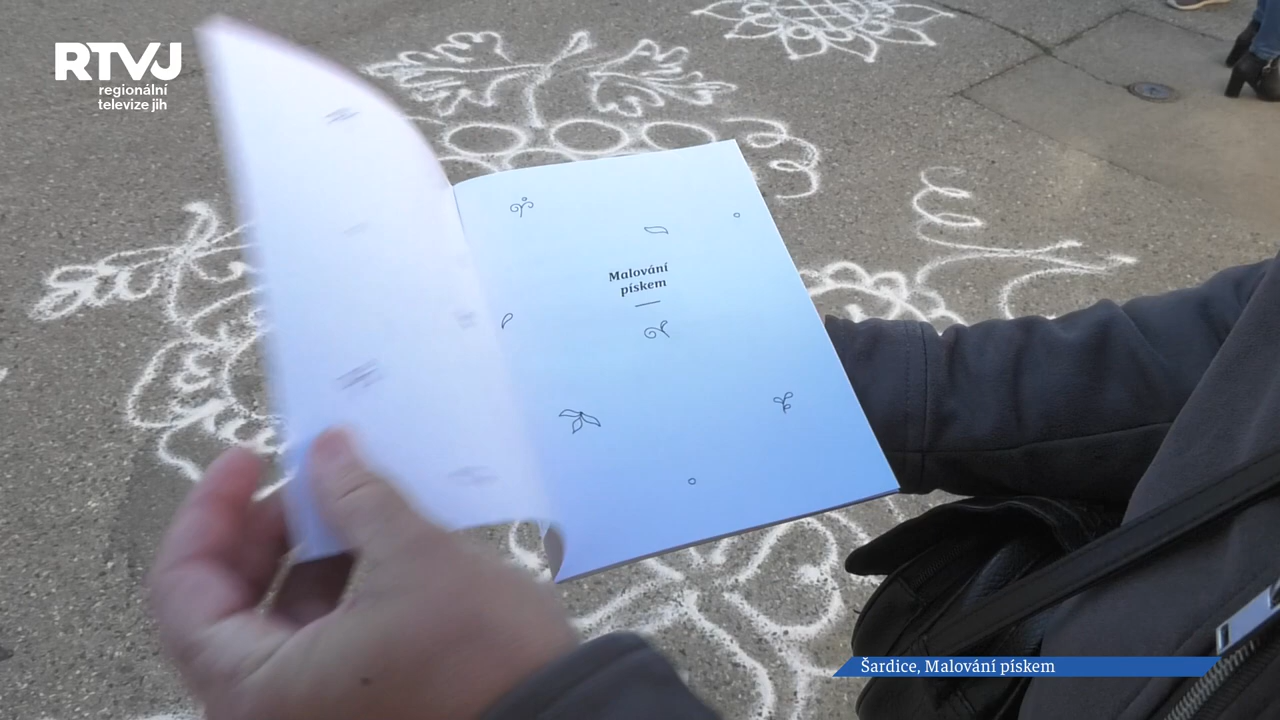 RTVJ
regionální
televize jih
Malování
pískem
Šardice, Malování pískem